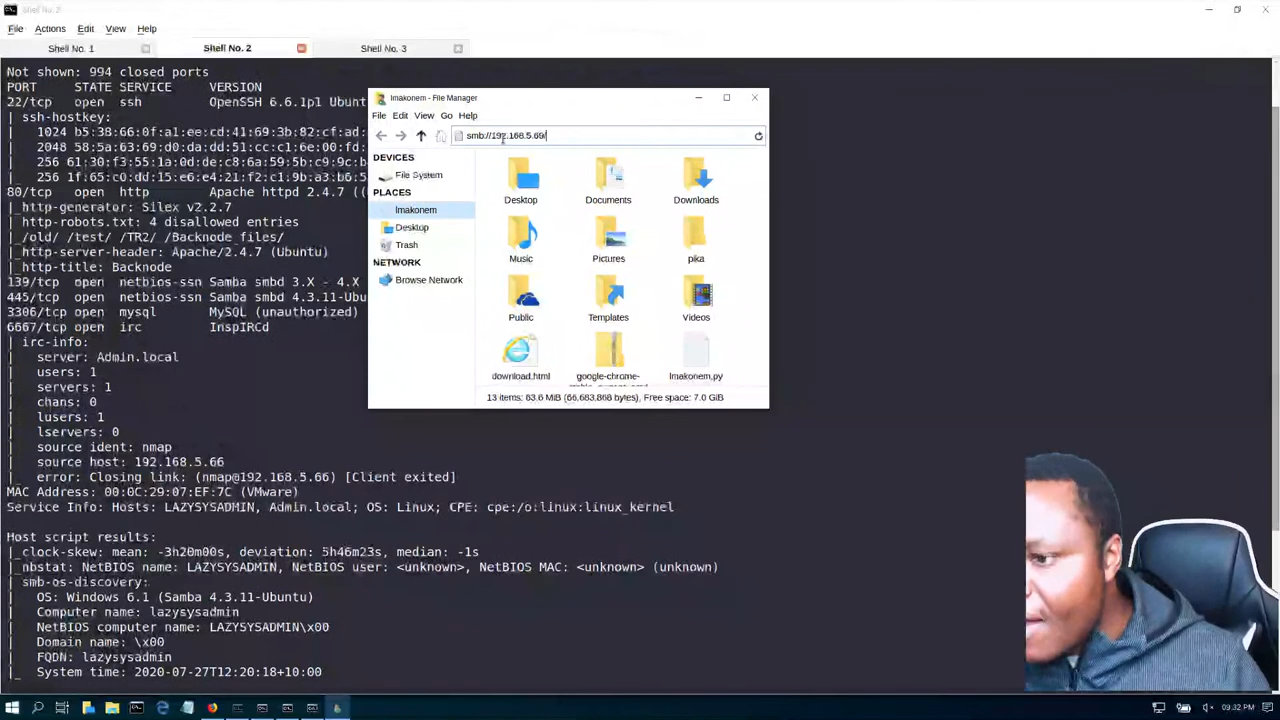 Shell No. 2
File Actions Edit View Help
Shell No. 1
Shell No. 2
Shell No. 3
Not shown: 994 closed ports
PORT STATE SERVICE VERSION
22/tcp open ssh OpenSSH 6.6.1p1 Ubunt
| ssh-hostkey:
80/tcp open http Apache httpd 2.4.7 ((
|_http-generator: Silex v2.2.7
| http-robots.txt: 4 disallowed entries
|_/old/ /test/ /TR2/ /Backnode_files/
|_http-server-header: Apache/2.4.7 (Ubuntu)
|_http-title: Backnode
139/tcp open netbios-ssn Samba smbd 3.X - 4.X
445/tcp open netbios-ssn Samba smbd 4.3.11-Ubu
3306/tcp open mysql MySQL (unauthorized)
6667/tcp open irc InspIRCd
| irc-info:
| server: Admin.local
| users: 1
| servers: 1
| chans: 0
| lusers: 1
| lservers: 0
| source ident: nmap
| source host: 192.168.5.66
|_ error: Closing link: (nmap@192.168.5.66) [Client exited]
MAC Address: 00:0C:29:07:EF:7C (VMware)
Service Info: Hosts: LAZYSYSADMIN, Admin.local; OS: Linux; CPE: cpe:/o:linux:linux_kernel
Host script results:
|_clock-skew: mean: -3h20m00s, deviation: 5h46m23s, median: -1s
|_nbstat: NetBIOS name: LAZYSYSADMIN, NetBIOS user: <unknown>, NetBIOS MAC: <unknown> (unknown)
| smb-os-discovery:
| OS: Windows 6.1 (Samba 4.3.11-Ubuntu)
| Computer name: lazysysadmin
| NetBIOS computer name: LAZYSYSADMIN\x00
| Domain name: \x00
| FQDN: lazysysadmin
|_ System time: 2020-07-27T12:20:18+10:00
lmakonem - File Manager
File Edit View Go Help
smb://192.168.5.69/
DEVICES
File System
PLACES
lmakonem
Desktop
Trash
NETWORK
Browse Network
Desktop Documents Downloads
Music Pictures pika
Public Templates Videos
download.html google-chrome- lmakonem.py
13 items: 63.6 MiB (66,683,868 bytes), Free space: 7.0 GiB
09:32 PM